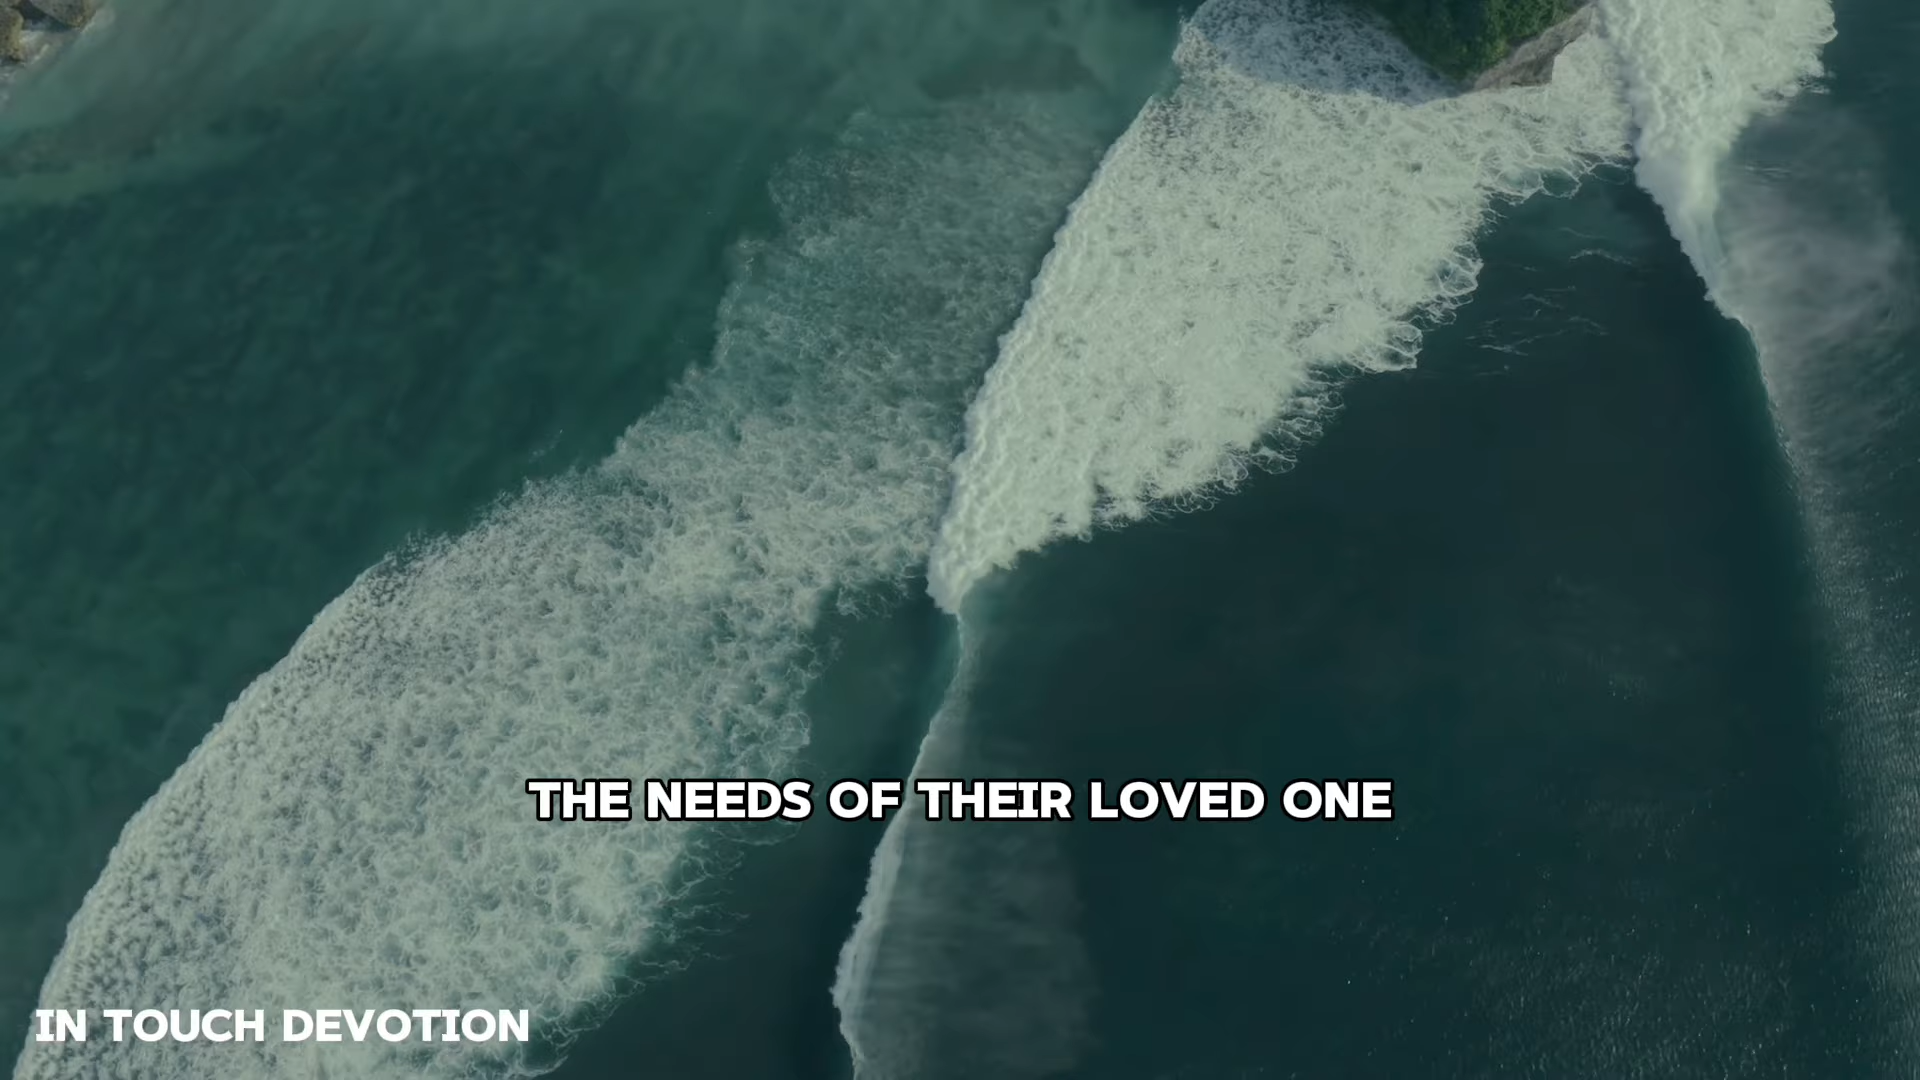 THE NEEDS OF THEIR LOVED ONE
IN TOUCH DEVOTION